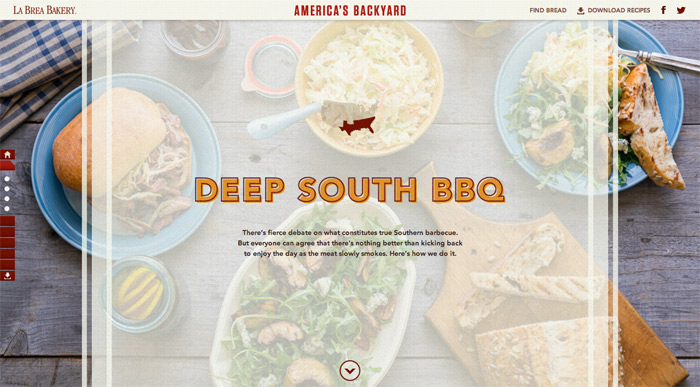 LA BREA BAKERY.
AMERICA'S BACKYARD
FIND BREAD
DOWNLOAD RECIPES
DEEP SOUTH BBQ
There's fierce debate on what constitutes true Southern barbecue.
But everyone can agree that there's nothing better than kicking back
to enjoy the day as the meat slowly smokes. Here's how we do it.